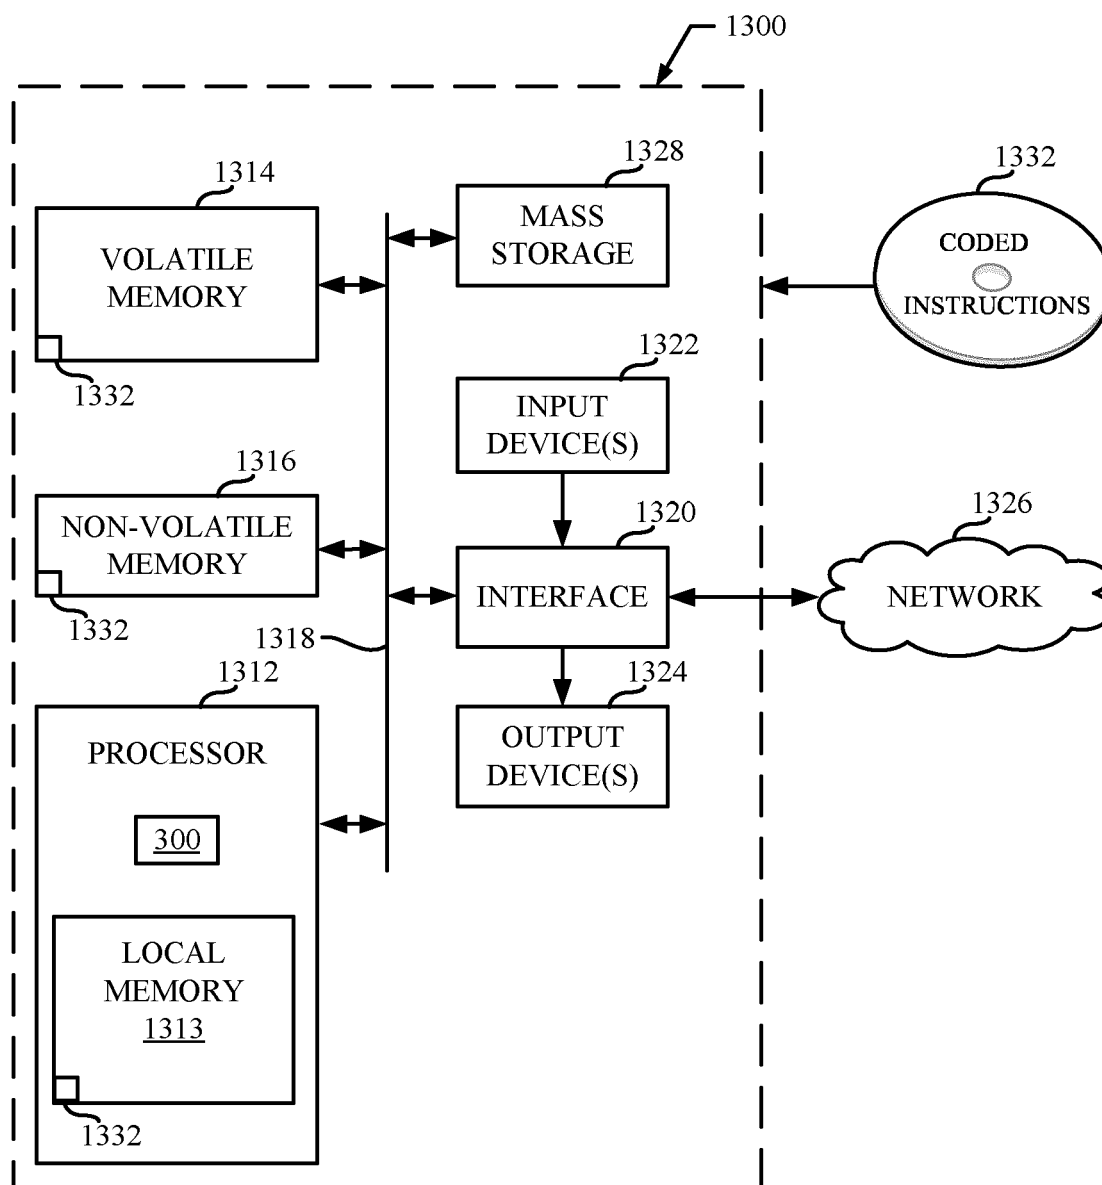 1300
1314
VOLATILE
MEMORY
1332
1328
MASS
STORAGE
1332
CODED
INSTRUCTIONS
1322
INPUT
DEVICE(S)
1316
NON-VOLATILE
MEMORY
1332
1320
INTERFACE
1326
NETWORK
1318
1312
PROCESSOR
300
LOCAL
MEMORY
1313
1332
1324
OUTPUT
DEVICE(S)